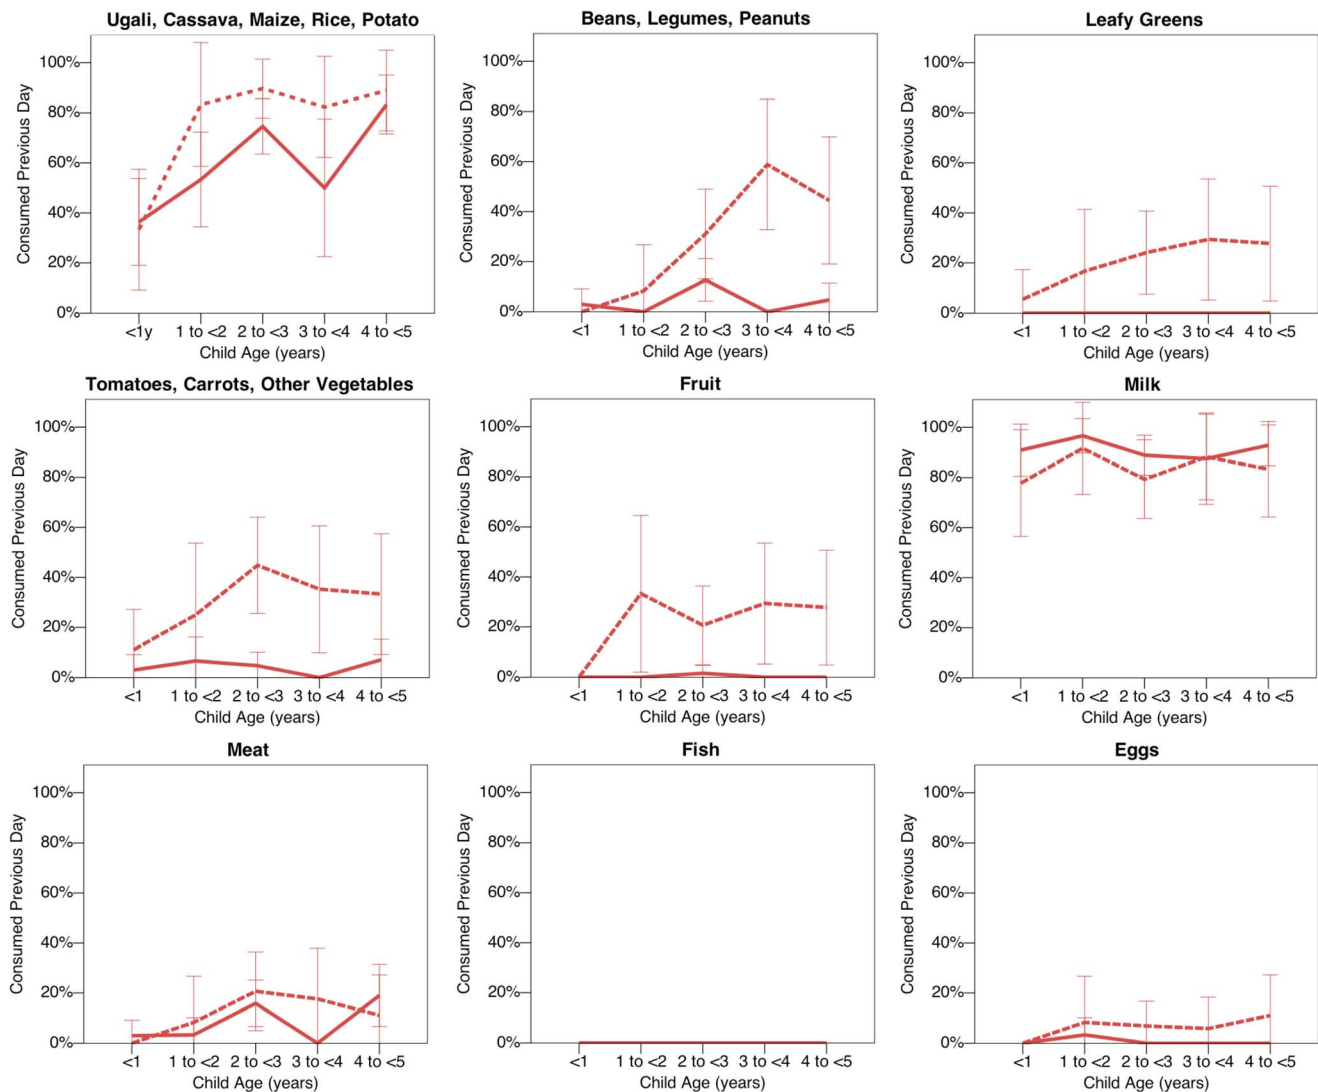 Ugali, Cassava, Maize, Rice, Potato
Consumed Previous Day
100%
80%
60%
40%
20%
0%
<1y 1 to <2 2 to <3 3 to <4 4 to <5
Child Age (years)
Beans, Legumes, Peanuts
Consumed Previous Day
100%
80%
60%
40%
20%
0%
<1 1 to <2 2 to <3 3 to <4 4 to <5
Child Age (years)
Leafy Greens
Consumed Previous Day
100%
80%
60%
40%
20%
0%
<1 1 to <2 2 to <3 3 to <4 4 to <5
Child Age (years)
Tomatoes, Carrots, Other Vegetables
Consumed Previous Day
100%
80%
60%
40%
20%
0%
<1 1 to <2 2 to <3 3 to <4 4 to <5
Child Age (years)
Fruit
Conusmed Previous Day
100%
80%
60%
40%
20%
0%
<1 1 to <2 2 to <3 3 to <4 4 to <5
Child Age (years)
Milk
Consumed Previous Day
100%
80%
60%
40%
20%
0%
<1 1 to <2 2 to <3 3 to <4 4 to <5
Child Age (years)
Meat
Consumed Previous Day
100%
80%
60%
40%
20%
0%
<1 1 to <2 2 to <3 3 to <4 4 to <5
Child Age (years)
Fish
Consumed Previous Day
100%
80%
60%
40%
20%
0%
<1 1 to <2 2 to <3 3 to <4 4 to <5
Child Age (years)
Eggs
Consumed Previous Day
100%
80%
60%
40%
20%
0%
<1 1 to <2 2 to <3 3 to <4 4 to <5
Child Age (years)